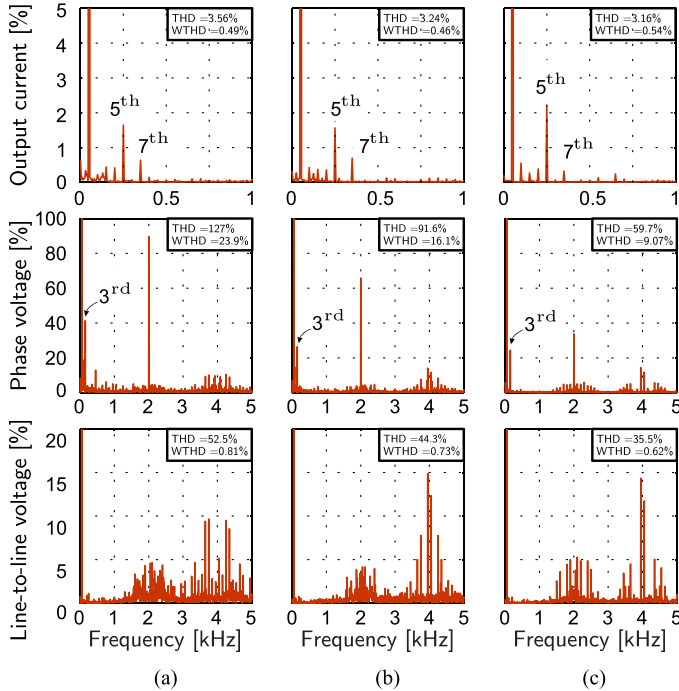 Output current [%]
5
4
3
2
1
0
THD =3.56%
WTHD =0.49%
5th
7th
0 0.5 1
THD =3.24%
WTHD =0.46%
5th
7th
0 0.5 1
THD =3.16%
WTHD =0.54%
5th
7th
0 0.5 1
Phase voltage [%]
100
80
60
40
20
0
THD =127%
WTHD =23.9%
3rd
0 1 2 3 4 5
THD =91.6%
WTHD =16.1%
3rd
0 1 2 3 4 5
THD =59.7%
WTHD =9.07%
3rd
0 1 2 3 4 5
Line-to-line voltage [%]
20
15
10
5
0
THD =52.5%
WTHD =0.81%
0 1 2 3 4 5
Frequency [kHz]
THD =44.3%
WTHD =0.73%
0 1 2 3 4 5
Frequency [kHz]
THD =35.5%
WTHD =0.62%
0 1 2 3 4 5
Frequency [kHz]
(a) (b) (c)